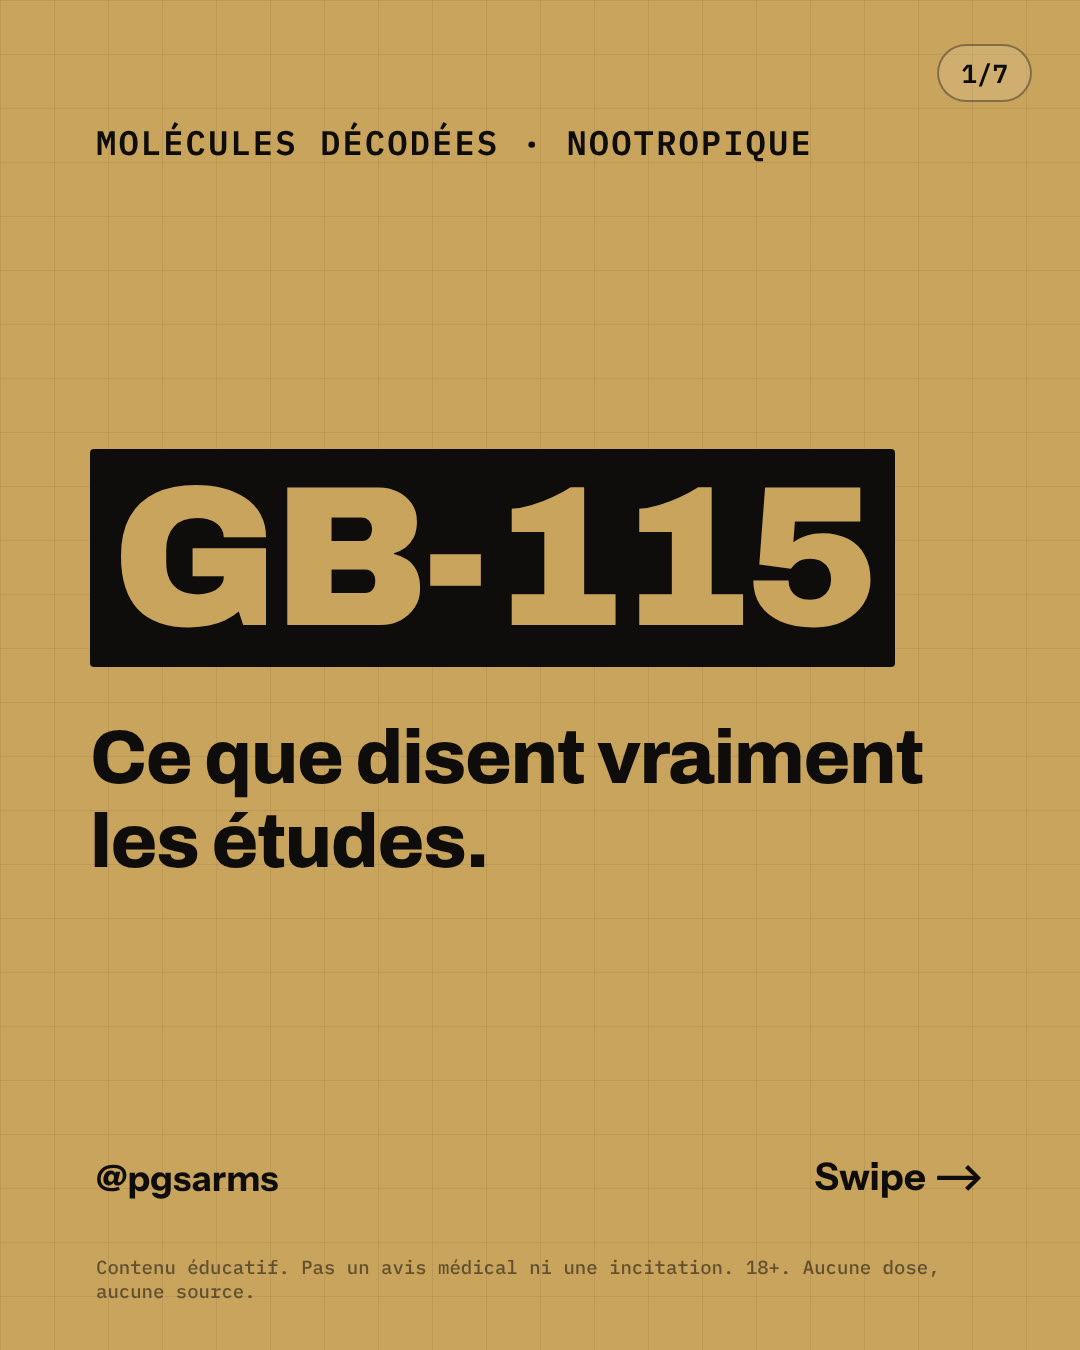 1/7
MOLÉCULES DÉCODÉES · NOOTROPIQUE
GB-115
Ce que disent vraiment
les études.
@pgsarms
Swipe →
Contenu éducatif. Pas un avis médical ni une incitation. 18+. Aucune dose,
aucune source.